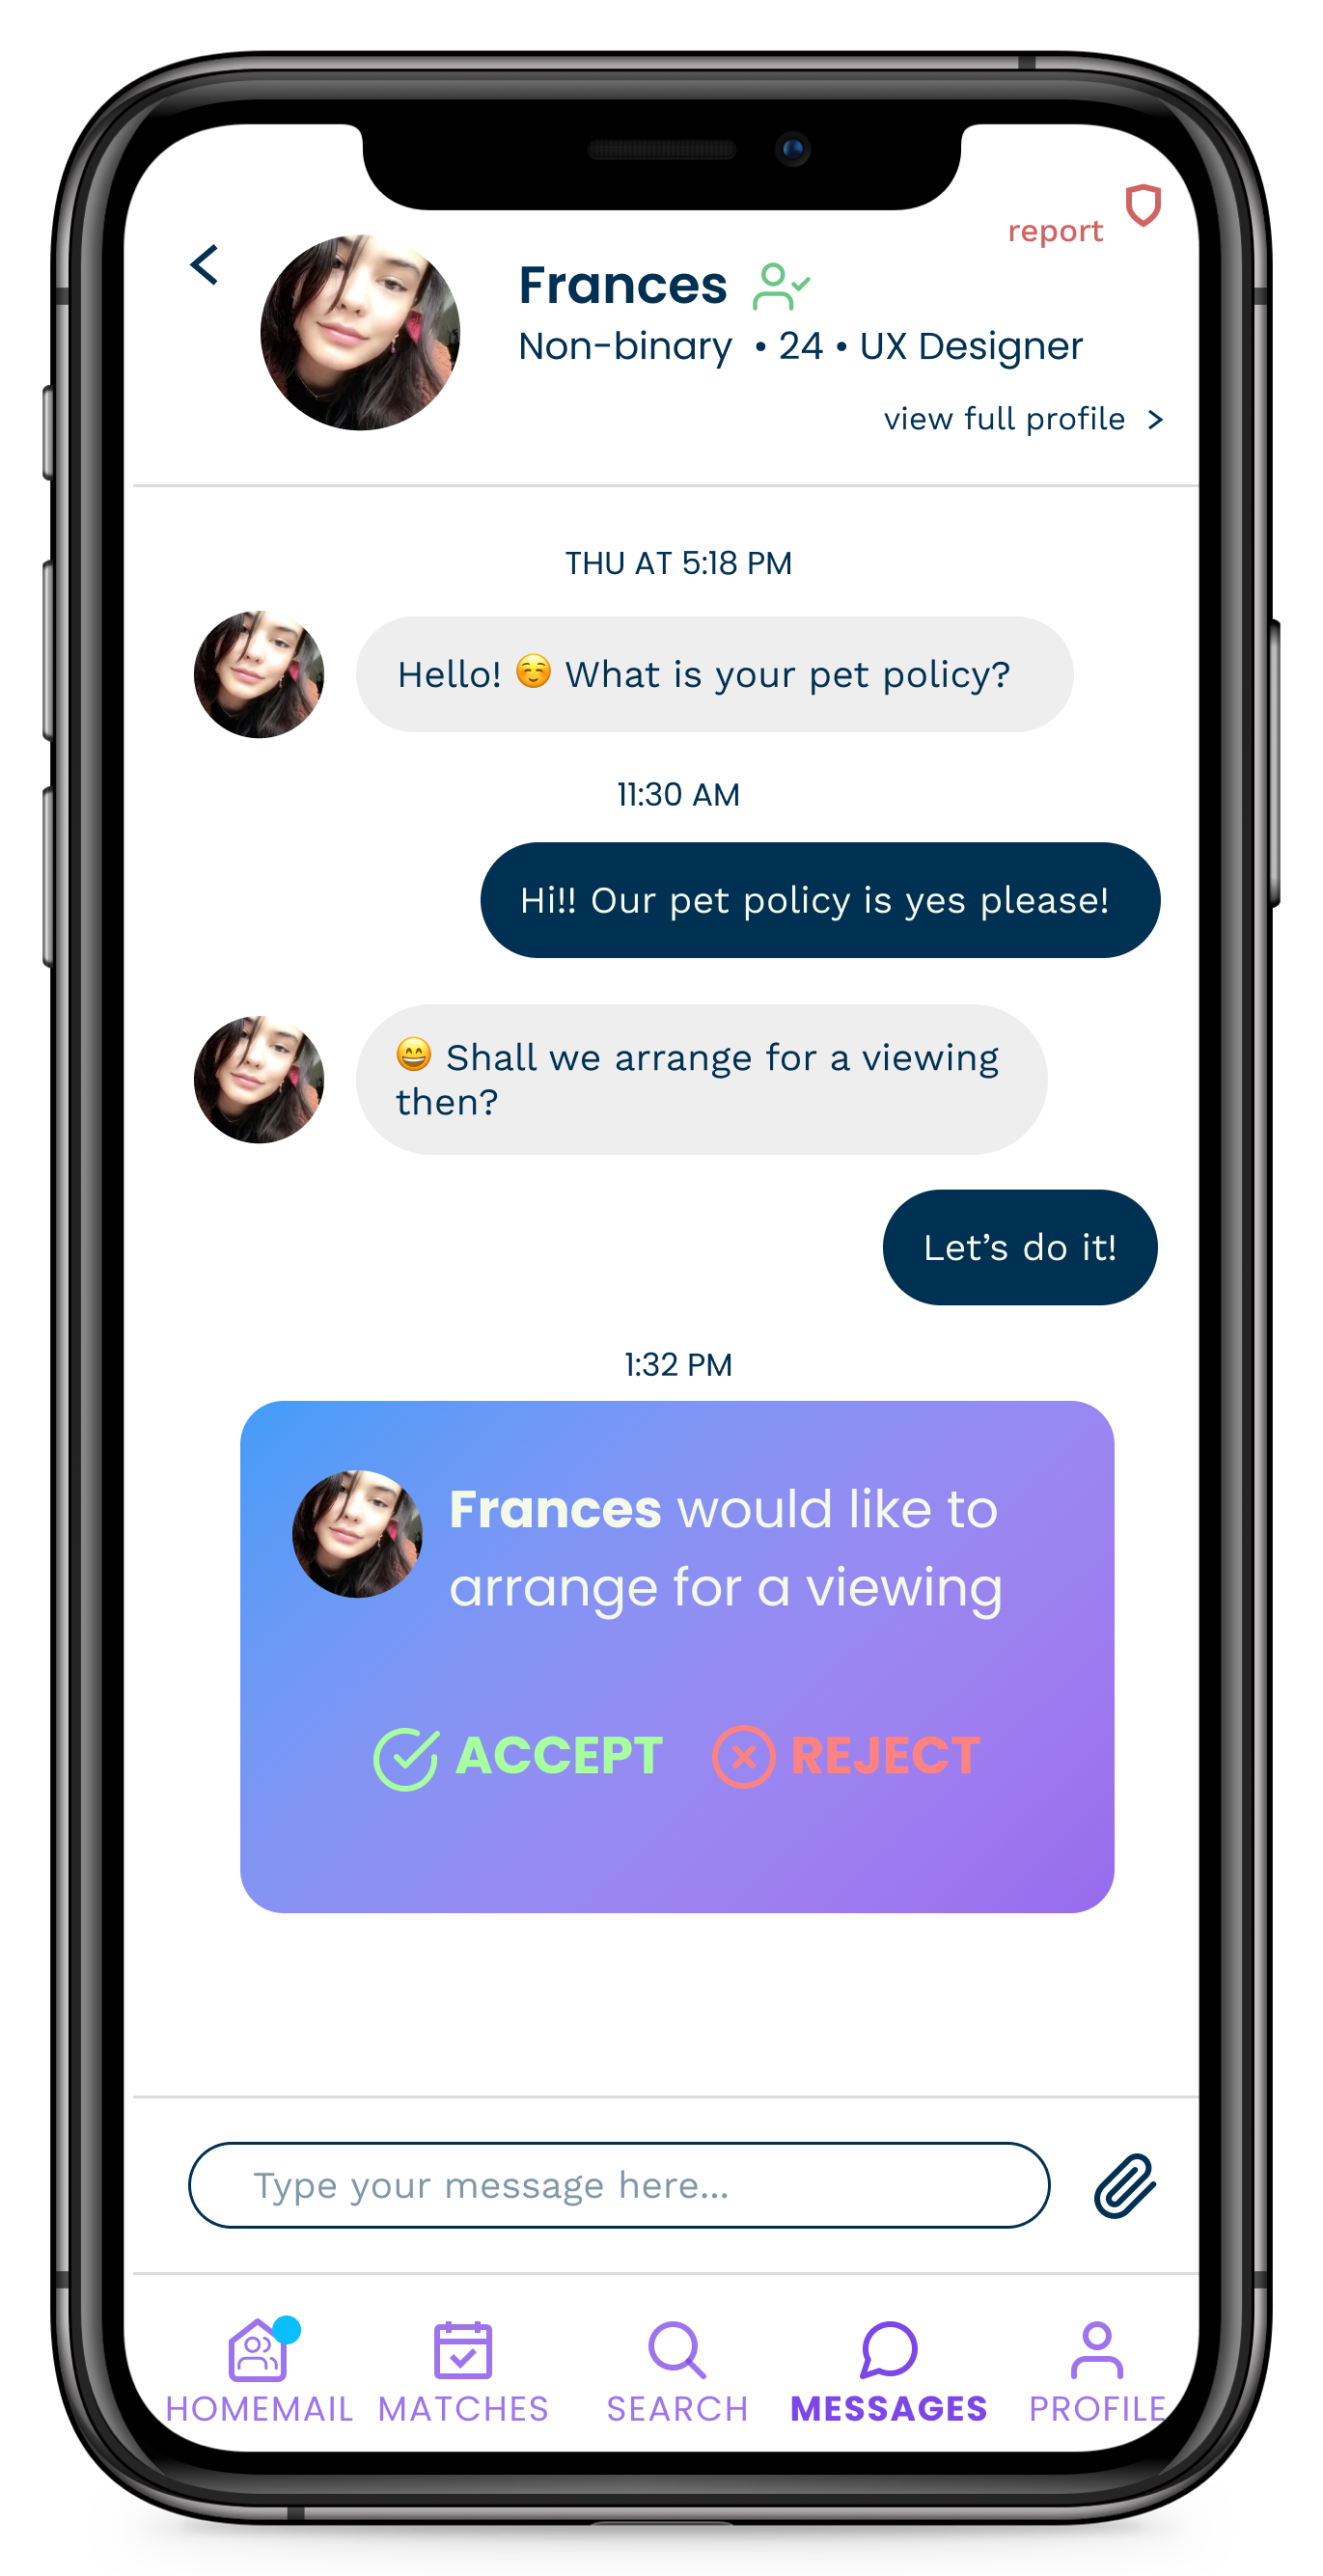 report
Frances
Non-binary • 24 • UX Designer
view full profile >
THU AT 5:18 PM
Hello! ☺️ What is your pet policy?
11:30 AM
Hi!! Our pet policy is yes please!
😄 Shall we arrange for a viewing
then?
Let’s do it!
1:32 PM
Frances would like to
arrange for a viewing
ACCEPT REJECT
Type your message here...
HOMEMAIL MATCHES SEARCH MESSAGES PROFILE